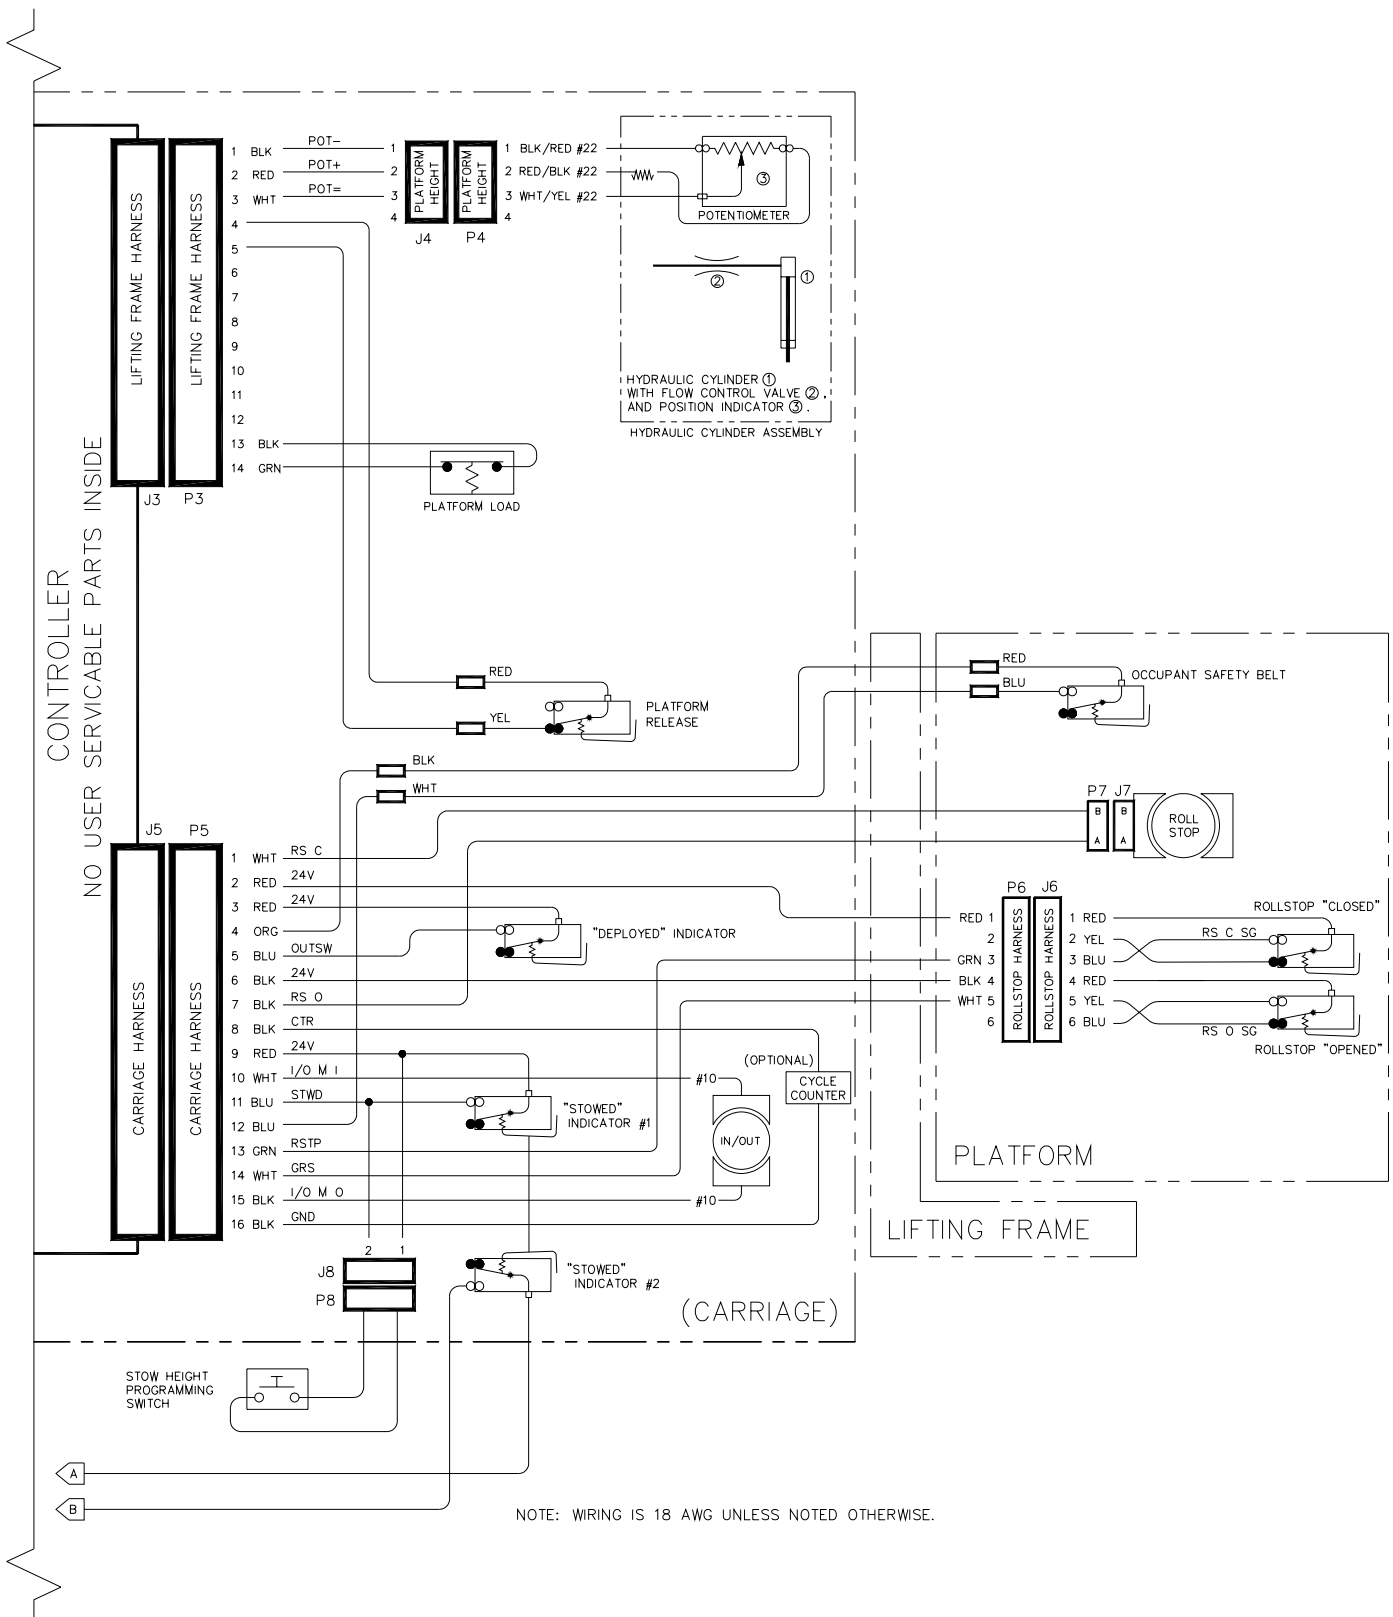 CONTROLLER
NO USER SERVICABLE PARTS INSIDE
LIFTING FRAME HARNESS
LIFTING FRAME HARNESS
J3
P3
1 BLK POT-
2 RED POT+
3 WHT POT=
4
5
6
7
8
9
10
11
12
13 BLK
14 GRN
1
2
3
4
PLATFORM HEIGHT
PLATFORM HEIGHT
J4
P4
1 BLK/RED #22
2 RED/BLK #22
3 WHT/YEL #22
4
3
POTENTIOMETER
2
1
HYDRAULIC CYLINDER 1
WITH FLOW CONTROL VALVE 2,
AND POSITION INDICATOR 3.
HYDRAULIC CYLINDER ASSEMBLY
PLATFORM LOAD
RED
YEL
PLATFORM
RELEASE
BLK
WHT
RED
BLU
OCCUPANT SAFETY BELT
P7 J7
B B
A A
ROLL
STOP
J5 P5
CARRIAGE HARNESS
CARRIAGE HARNESS
1 WHT RS C
2 RED 24V
3 RED 24V
4 ORG
5 BLU OUTSW
6 BLK 24V
7 BLK RS O
8 BLK CTR
9 RED 24V
10 WHT I/O M I
11 BLU STWD
12 BLU
13 GRN RSTP
14 WHT GRS
15 BLK I/O M O
16 BLK GND
"DEPLOYED" INDICATOR
"STOWED"
INDICATOR #1
"STOWED"
INDICATOR #2
#10
IN/OUT
#10
(OPTIONAL)
CYCLE
COUNTER
P6 J6
ROLLSTOP HARNESS
ROLLSTOP HARNESS
RED 1
2
GRN 3
BLK 4
WHT 5
6
1 RED
2 YEL
3 BLU
4 RED
5 YEL
6 BLU
ROLLSTOP "CLOSED"
RS C SG
RS O SG
ROLLSTOP "OPENED"
PLATFORM
LIFTING FRAME
(CARRIAGE)
2 1
J8
P8
STOW HEIGHT
PROGRAMMING
SWITCH
A
B
NOTE: WIRING IS 18 AWG UNLESS NOTED OTHERWISE.